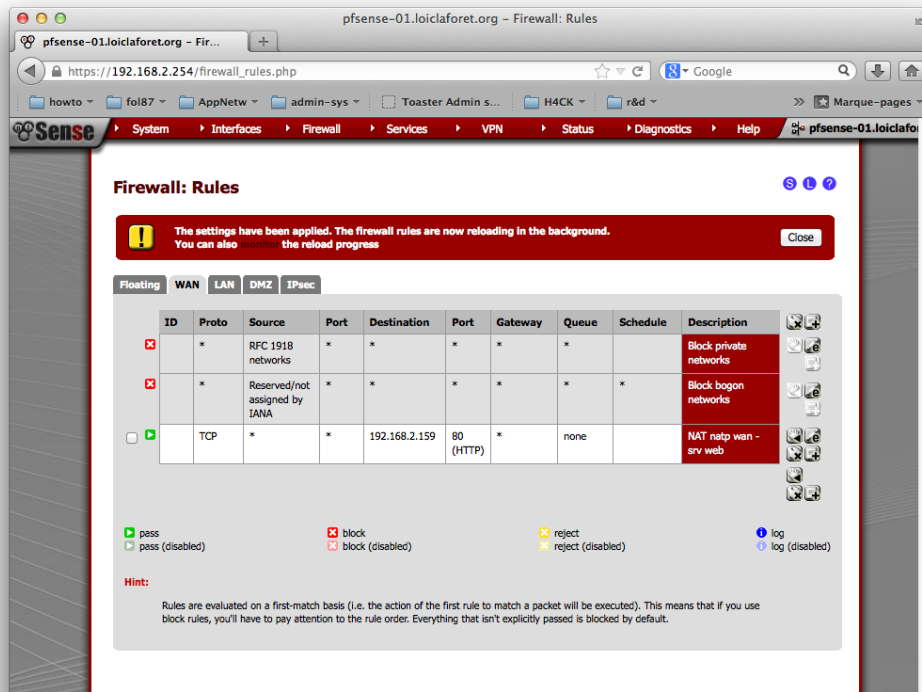 pfsense-01.loiclaforet.org – Firewall: Rules
pfsense-01.loiclaforet.org – Fir...
https://192.168.2.254/firewall_rules.php
Google
howto
fol87
AppNetw
admin-sys
Toaster Admin s...
H4CK
r&d
Marque-pages
Sense
System
Interfaces
Firewall
Services
VPN
Status
Diagnostics
Help
pfsense-01.loiclafo
Firewall: Rules
S L ?
The settings have been applied. The firewall rules are now reloading in the background.
You can also monitor the reload progress
Close
Floating WAN LAN DMZ IPsec
ID Proto Source Port Destination Port Gateway Queue Schedule Description
* RFC 1918 * * * * * Block private
networks networks
* Reserved/not * * * * * * Block bogon
assigned by networks
IANA
TCP * * 192.168.2.159 80 * none NAT natp wan -
(HTTP) srv web
pass block reject log
pass (disabled) block (disabled) reject (disabled) log (disabled)
Hint:
Rules are evaluated on a first-match basis (i.e. the action of the first rule to match a packet will be executed). This means that if you use
block rules, you'll have to pay attention to the rule order. Everything that isn't explicitly passed is blocked by default.